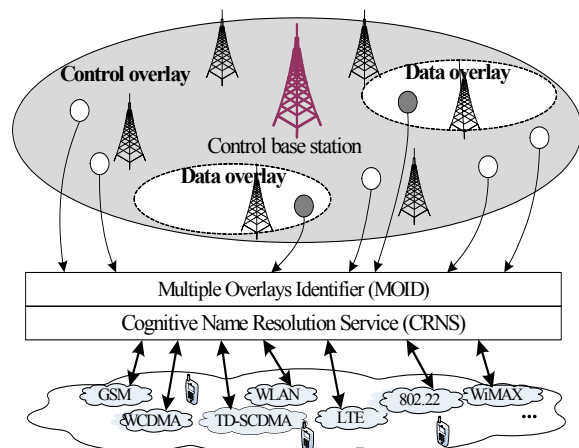 Control overlay
Data overlay
Control base station
Data overlay
Multiple Overlays Identifier (MOID)
Cognitive Name Resolution Service (CRNS)
GSM
WLAN
802.22
WiMAX
WCDMA
TD-SCDMA
LTE
...